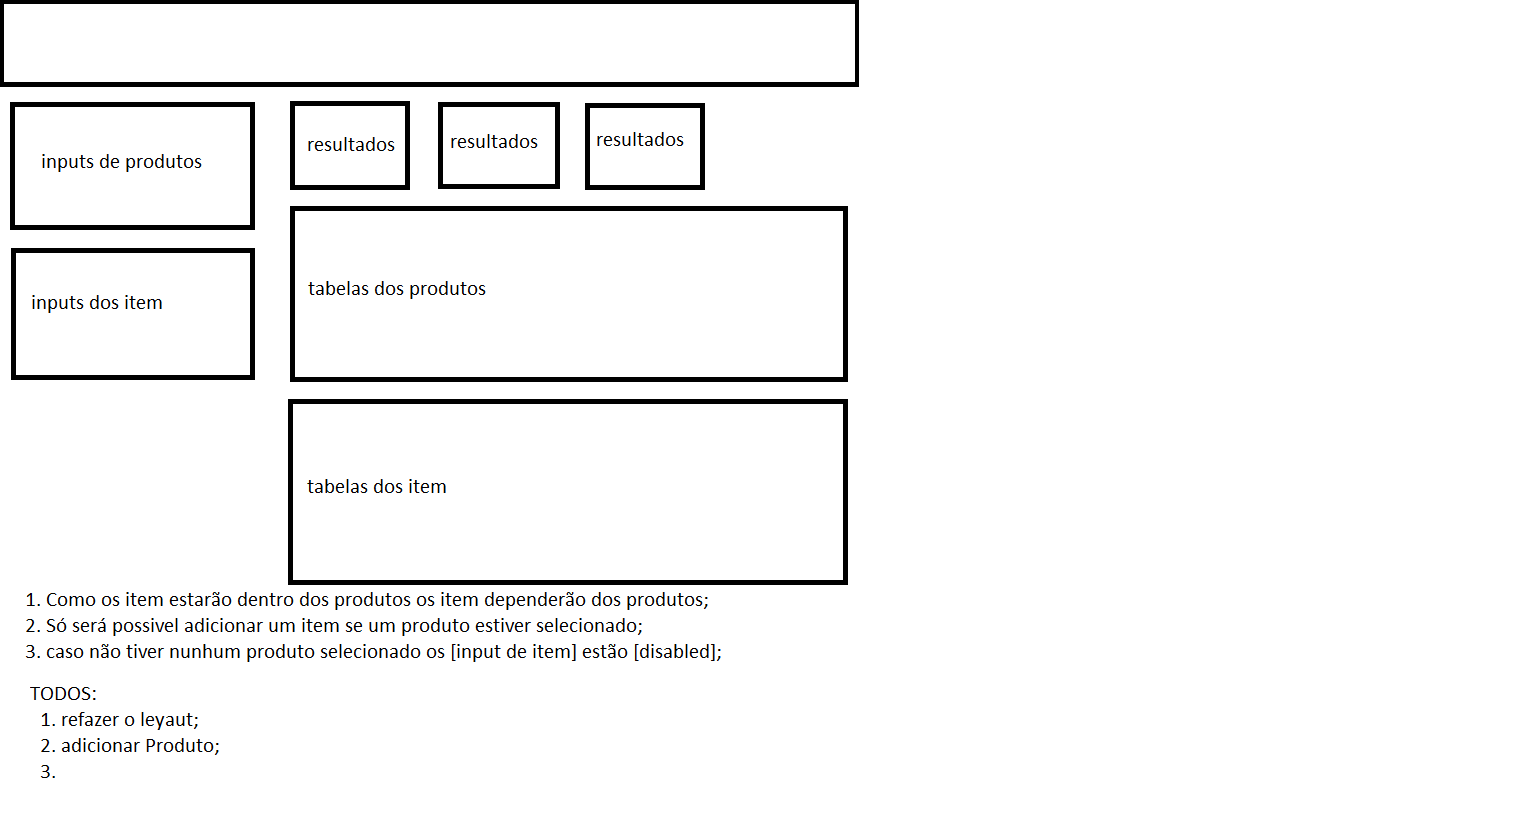 inputs de produtos
resultados
resultados
resultados
inputs dos item
tabelas dos produtos
tabelas dos item
1. Como os item estarão dentro dos produtos os item dependerão dos produtos;
2. Só será possivel adicionar um item se um produto estiver selecionado;
3. caso não tiver nunhum produto selecionado os [input de item] estão [disabled];
TODOS:
1. refazer o leyaut;
2. adicionar Produto;
3.